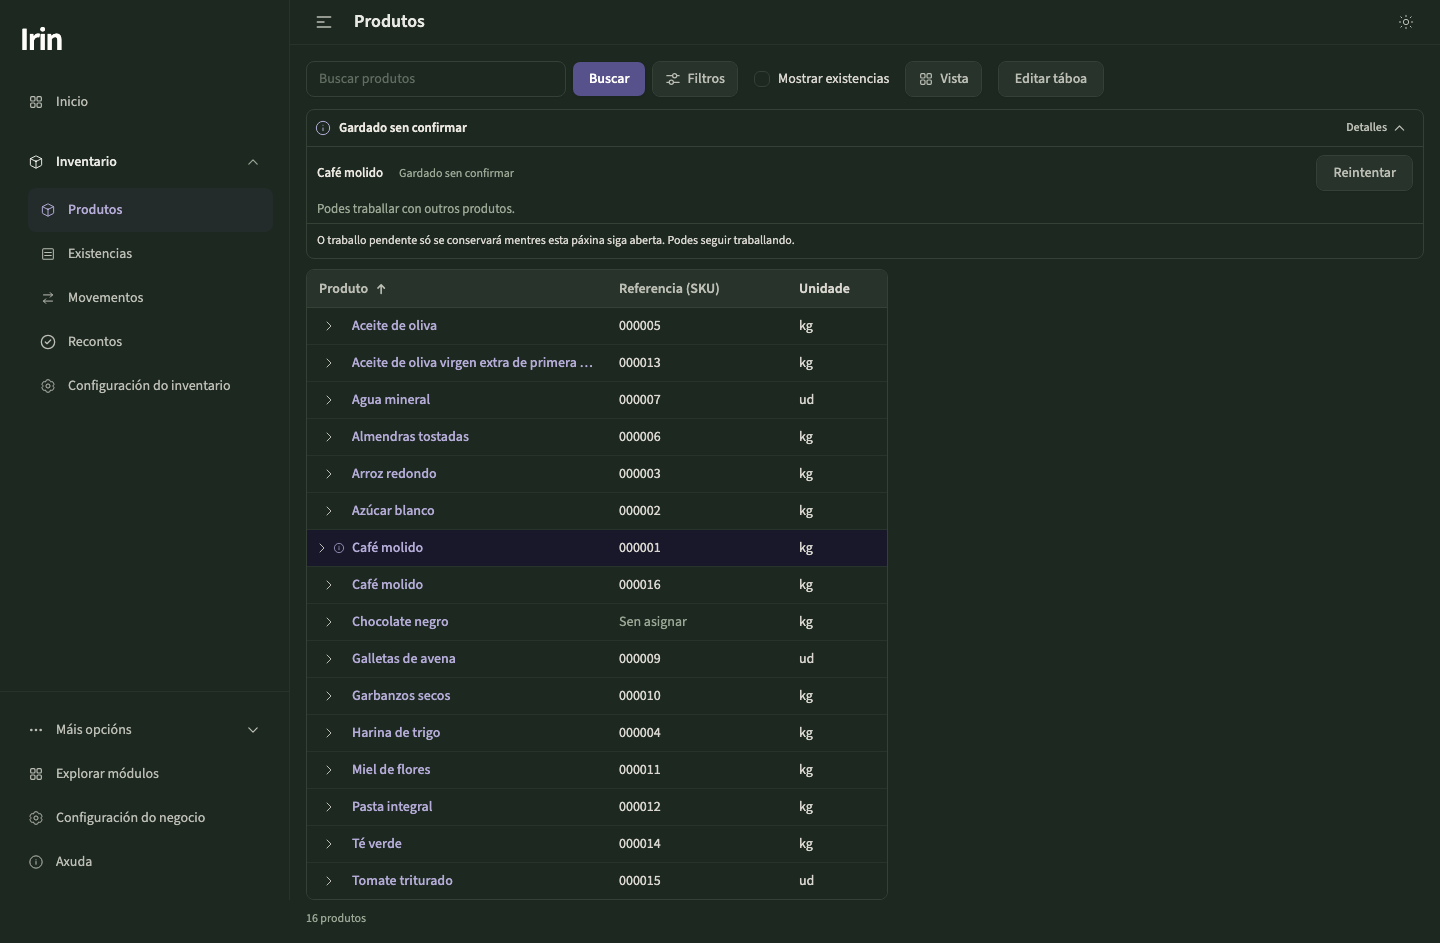 Irin
Inicio
Inventario
Produtos
Existencias
Movementos
Recontos
Configuración do inventario
Máis opcións
Explorar módulos
Configuración do negocio
Axuda
Produtos
Buscar produtos
Buscar
Filtros
Mostrar existencias
Vista
Editar táboa
Gardado sen confirmar
Detalles
Café molido Gardado sen confirmar
Reintentar
Podes traballar con outros produtos.
O traballo pendente só se conservará mentres esta páxina siga aberta. Podes seguir traballando.
Produto Referencia (SKU) Unidade
Aceite de oliva 000005 kg
Aceite de oliva virgen extra de primera ... 000013 kg
Agua mineral 000007 ud
Almendras tostadas 000006 kg
Arroz redondo 000003 kg
Azúcar blanco 000002 kg
Café molido 000001 kg
Café molido 000016 kg
Chocolate negro Sen asignar kg
Galletas de avena 000009 ud
Garbanzos secos 000010 kg
Harina de trigo 000004 kg
Miel de flores 000011 kg
Pasta integral 000012 kg
Té verde 000014 kg
Tomate triturado 000015 ud
16 produtos